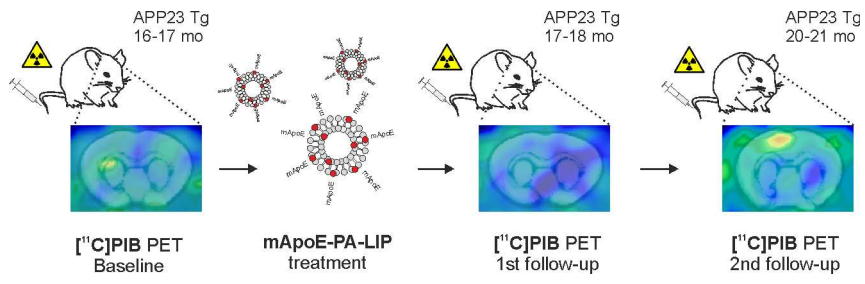 APP23 Tg
16-17 mo
APP23 Tg
17-18 mo
APP23 Tg
20-21 mo
mApoE
mApoE
mApoE
mApoE
mApoE
mApoE
mApoE
[11C]PIB PET
Baseline
mApoE-PA-LIP
treatment
[11C]PIB PET
1st follow-up
[11C]PIB PET
2nd follow-up